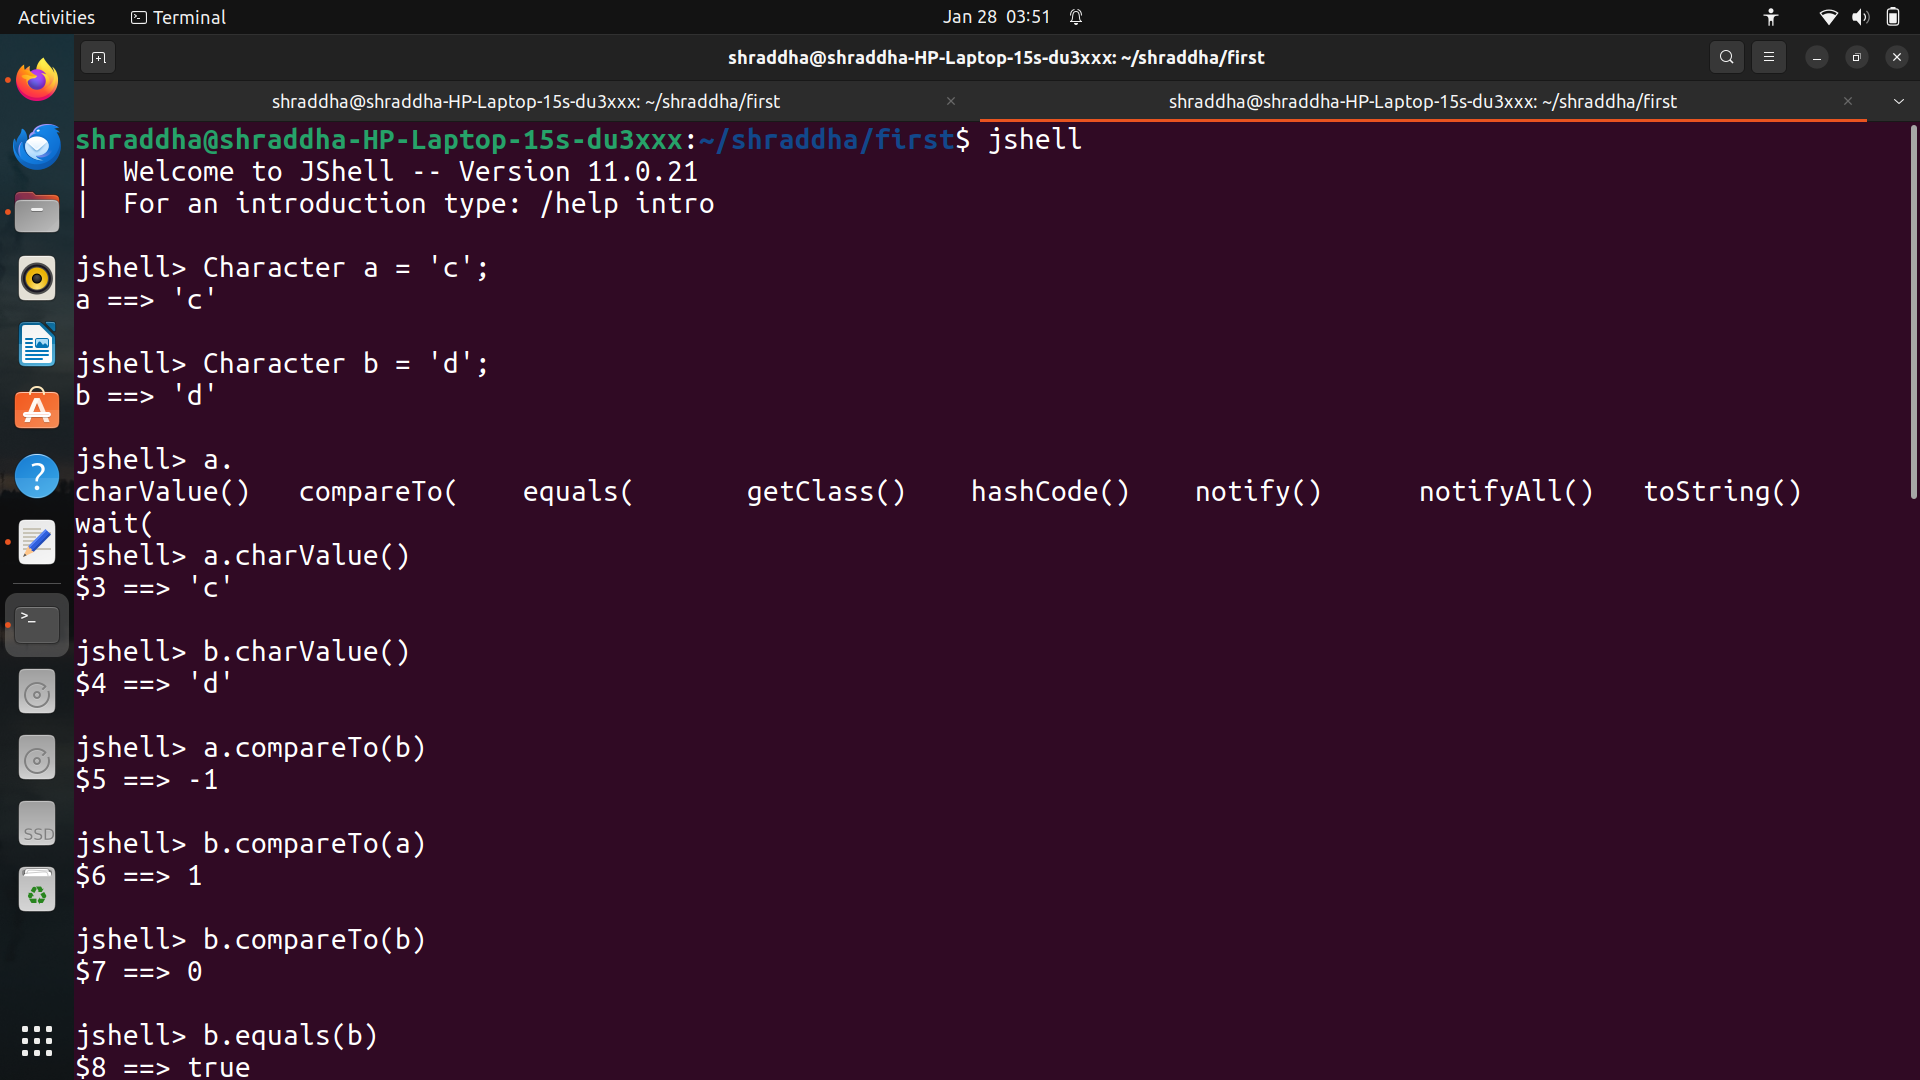 Activities Terminal Jan 28 03:51
shraddha@shraddha-HP-Laptop-15s-du3xxx: ~/shraddha/first
shraddha@shraddha-HP-Laptop-15s-du3xxx: ~/shraddha/first × shraddha@shraddha-HP-Laptop-15s-du3xxx: ~/shraddha/first ×
shraddha@shraddha-HP-Laptop-15s-du3xxx:~/shraddha/first$ jshell
|  Welcome to JShell -- Version 11.0.21
|  For an introduction type: /help intro
jshell> Character a = 'c';
a ==> 'c'
jshell> Character b = 'd';
b ==> 'd'
jshell> a.
charValue()   compareTo(    equals(       getClass()    hashCode()    notify()      notifyAll()   toString()
wait(
jshell> a.charValue()
$3 ==> 'c'
jshell> b.charValue()
$4 ==> 'd'
jshell> a.compareTo(b)
$5 ==> -1
jshell> b.compareTo(a)
$6 ==> 1
jshell> b.compareTo(b)
$7 ==> 0
jshell> b.equals(b)
$8 ==> true
SSD